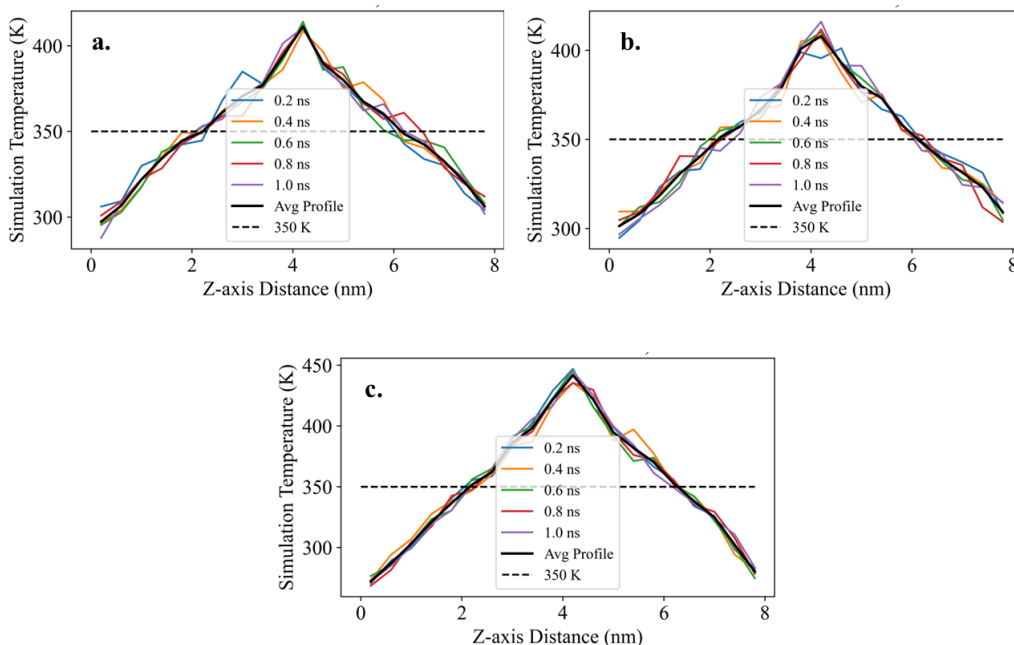 a.
Simulation Temperature (K)
400
350
300
0.2 ns
0.4 ns
0.6 ns
0.8 ns
1.0 ns
Avg Profile
350 K
0 2 4 6 8
Z-axis Distance (nm)
b.
Simulation Temperature (K)
400
350
300
0.2 ns
0.4 ns
0.6 ns
0.8 ns
1.0 ns
Avg Profile
350 K
0 2 4 6 8
Z-axis Distance (nm)
c.
Simulation Temperature (K)
450
400
350
300
0.2 ns
0.4 ns
0.6 ns
0.8 ns
1.0 ns
Avg Profile
350 K
0 2 4 6 8
Z-axis Distance (nm)